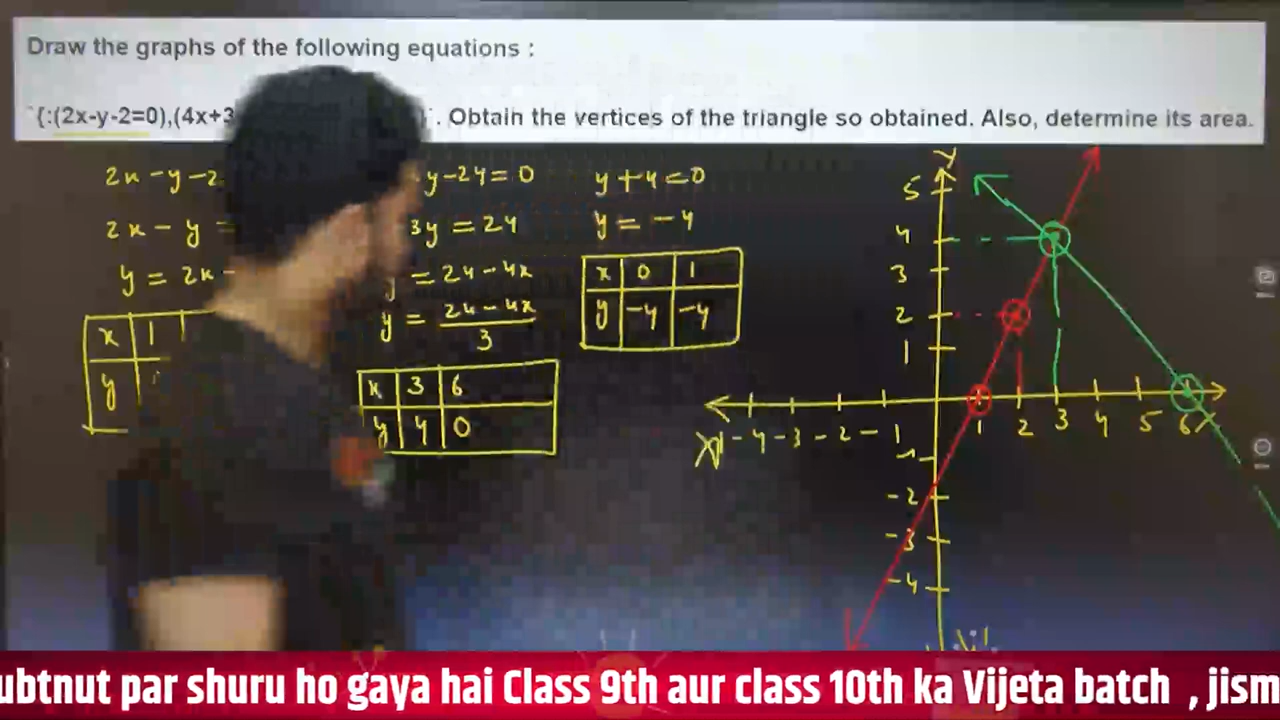 Draw the graphs of the following equations :
`{:(2x-y-2=0),(4x+3 }`. Obtain the vertices of the triangle so obtained. Also, determine its area.
2x - y - 2
2x - y =
y = 2x -
x 1
y
y - 24 = 0
3y = 24
y = 24 - 4x
y = 24 - 4x / 3
x 3 6
y 4 0
y + 4 = 0
y = - 4
x 0 1
y -4 -4
y
5
4
3
2
1
x' -4 -3 -2 -1 1 2 3 4 5 6 x
-1
-2
-3
-4
y'
ubtnut par shuru ho gaya hai Class 9th aur class 10th ka Vijeta batch , jism